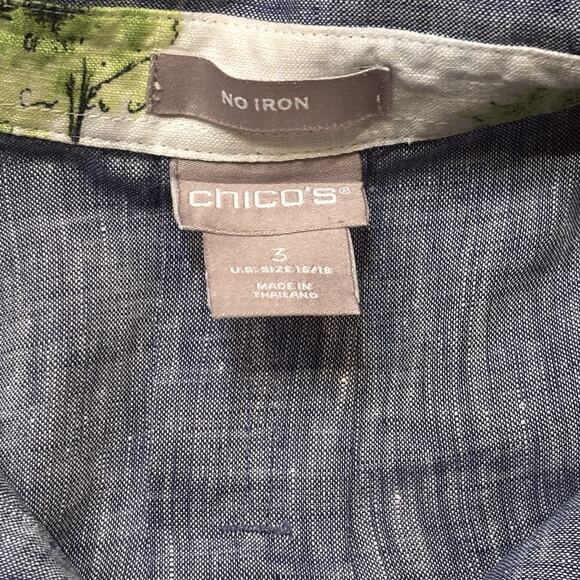 NO IRON
CHICO'S®
3
U.S. SIZE 16/18
MADE IN
THAILAND